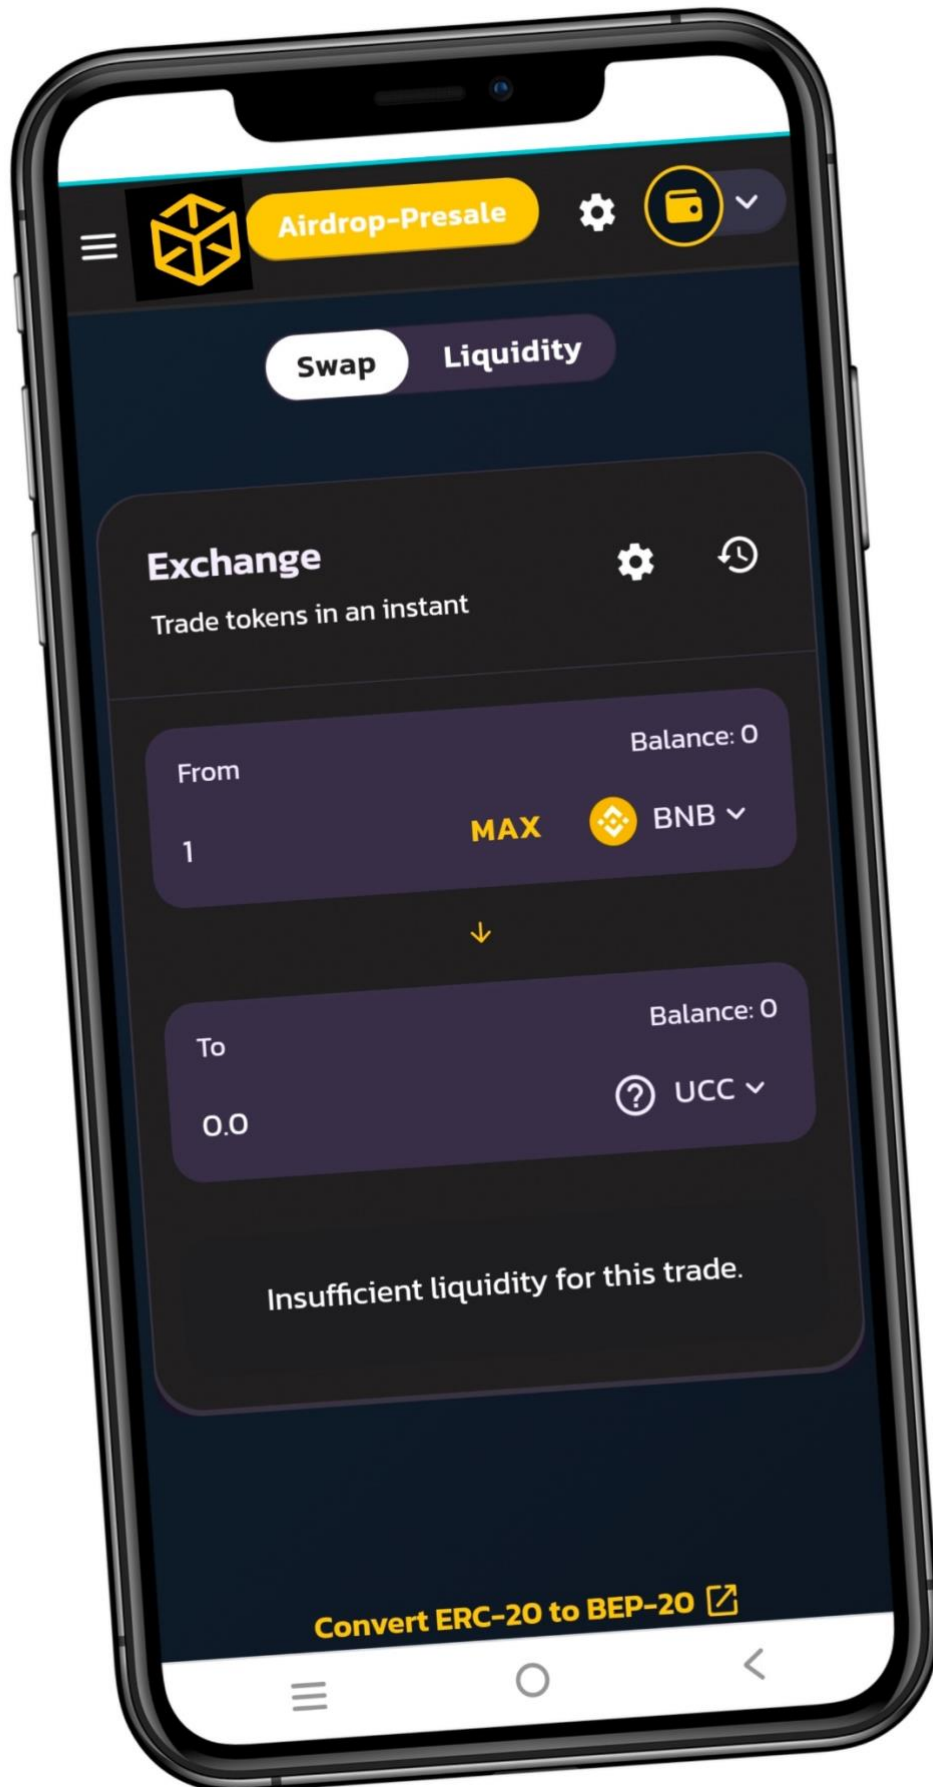 Airdrop-Presale
Swap
Liquidity
Exchange
Trade tokens in an instant
From
Balance: 0
1
MAX
BNB
To
Balance: 0
0.0
UCC
Insufficient liquidity for this trade.
Convert ERC-20 to BEP-20